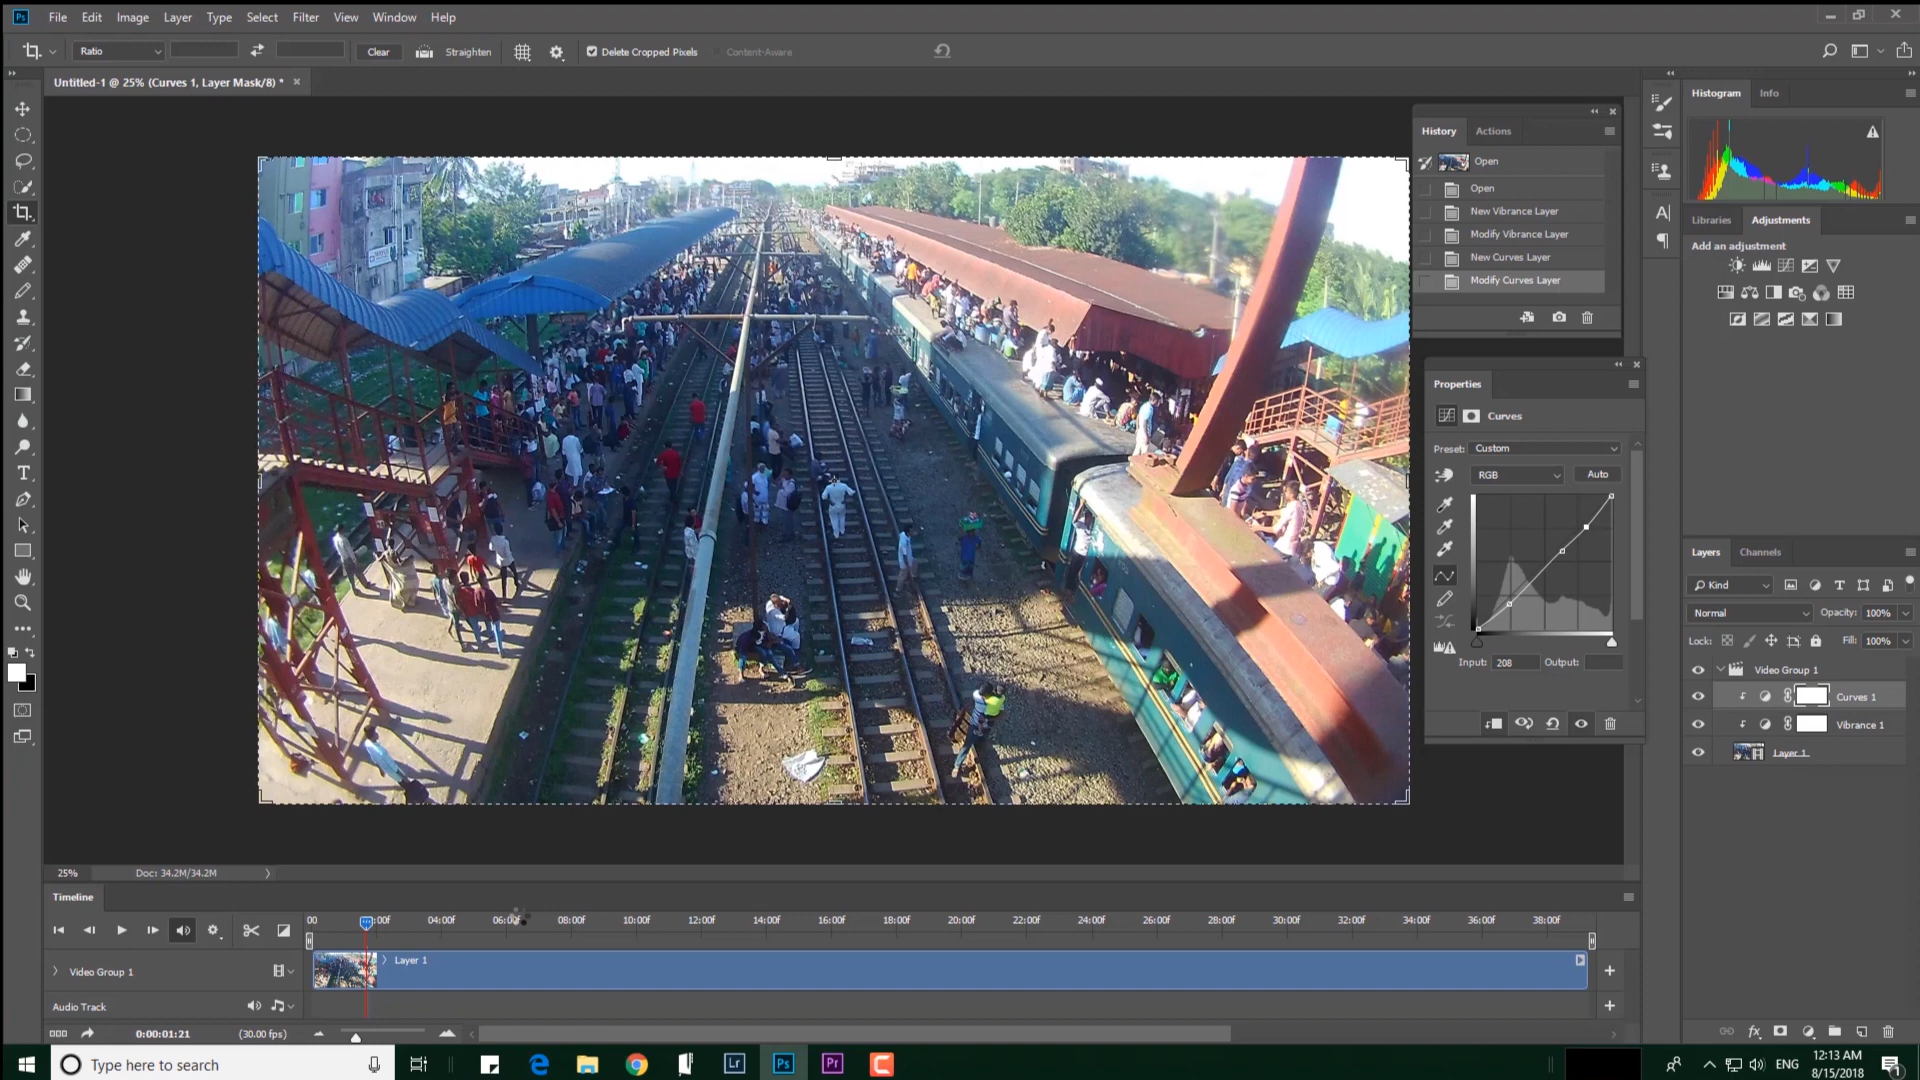 Ps File Edit Image Layer Type Select Filter View Window Help
Ratio Clear Straighten Delete Cropped Pixels Content-Aware
Untitled-1 @ 25% (Curves 1, Layer Mask/8) *
Histogram Info
History Actions
Open
Open
New Vibrance Layer
Modify Vibrance Layer
New Curves Layer
Modify Curves Layer
Libraries Adjustments
Add an adjustment
Properties
Curves
Preset: Custom
RGB Auto
Input: 208 Output:
Layers Channels
Kind
Normal Opacity: 100%
Lock: Fill: 100%
Video Group 1
Curves 1
Vibrance 1
Layer 1
25% Doc: 34.2M/34.2M
Timeline
00 :00f 04:00f 06:00f 08:00f 10:00f 12:00f 14:00f 16:00f 18:00f 20:00f 22:00f 24:00f 26:00f 28:00f 30:00f 32:00f 34:00f 36:00f 38:00f
Video Group 1 Layer 1
Audio Track
0:00:01:21 (30.00 fps)
Type here to search Lr Ps Pr ENG 12:13 AM
8/15/2018 1